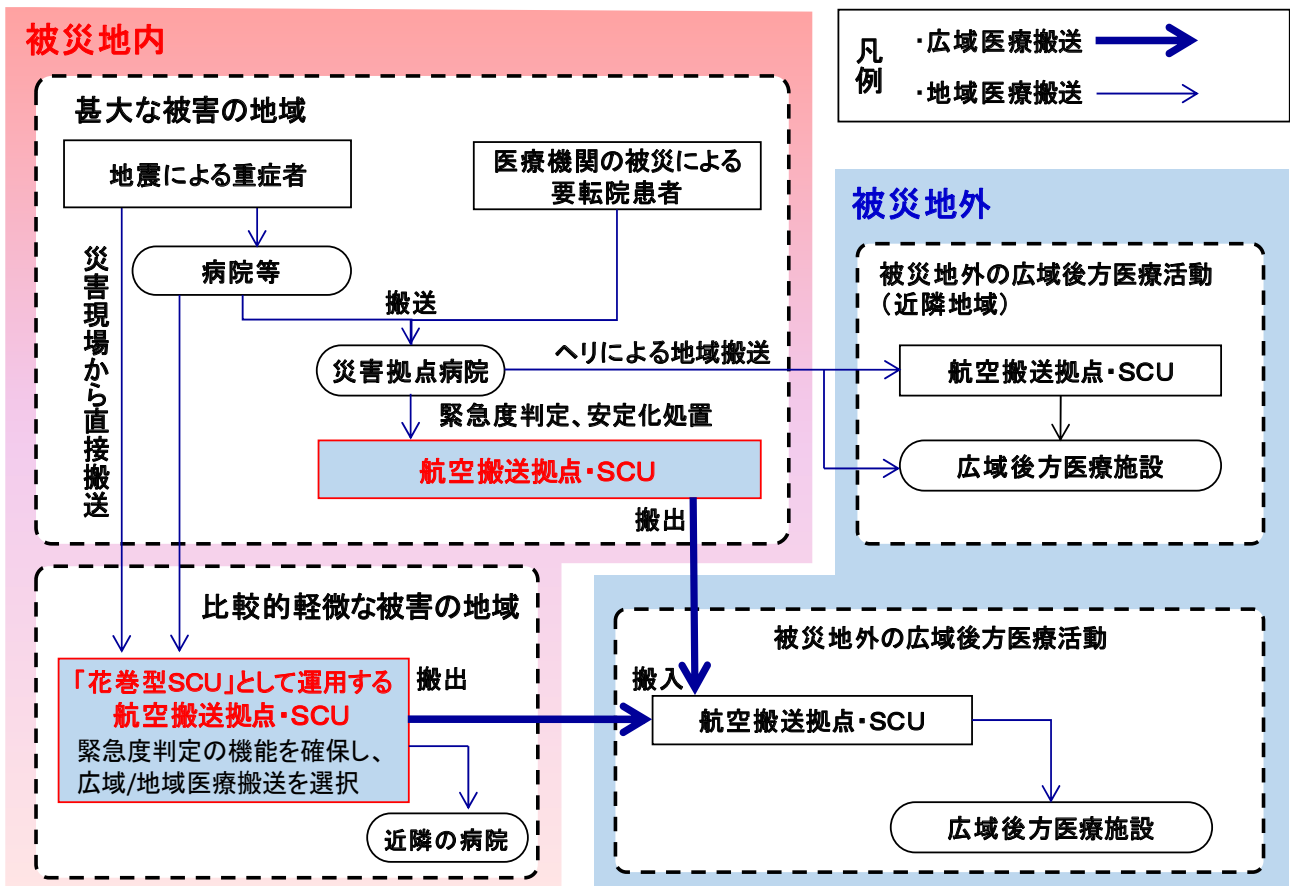 被災地内
凡例
・広域医療搬送
・地域医療搬送
甚大な被害の地域
地震による重症者
医療機関の被災による
要転院患者
災害現場から直接搬送
病院等
搬送
災害拠点病院
ヘリによる地域搬送
緊急度判定、安定化処置
航空搬送拠点・SCU
搬出
被災地外
被災地外の広域後方医療活動
（近隣地域）
航空搬送拠点・SCU
広域後方医療施設
比較的軽微な被害の地域
「花巻型SCU」として運用する
航空搬送拠点・SCU
緊急度判定の機能を確保し、
広域/地域医療搬送を選択
搬出
近隣の病院
被災地外の広域後方医療活動
搬入
航空搬送拠点・SCU
広域後方医療施設